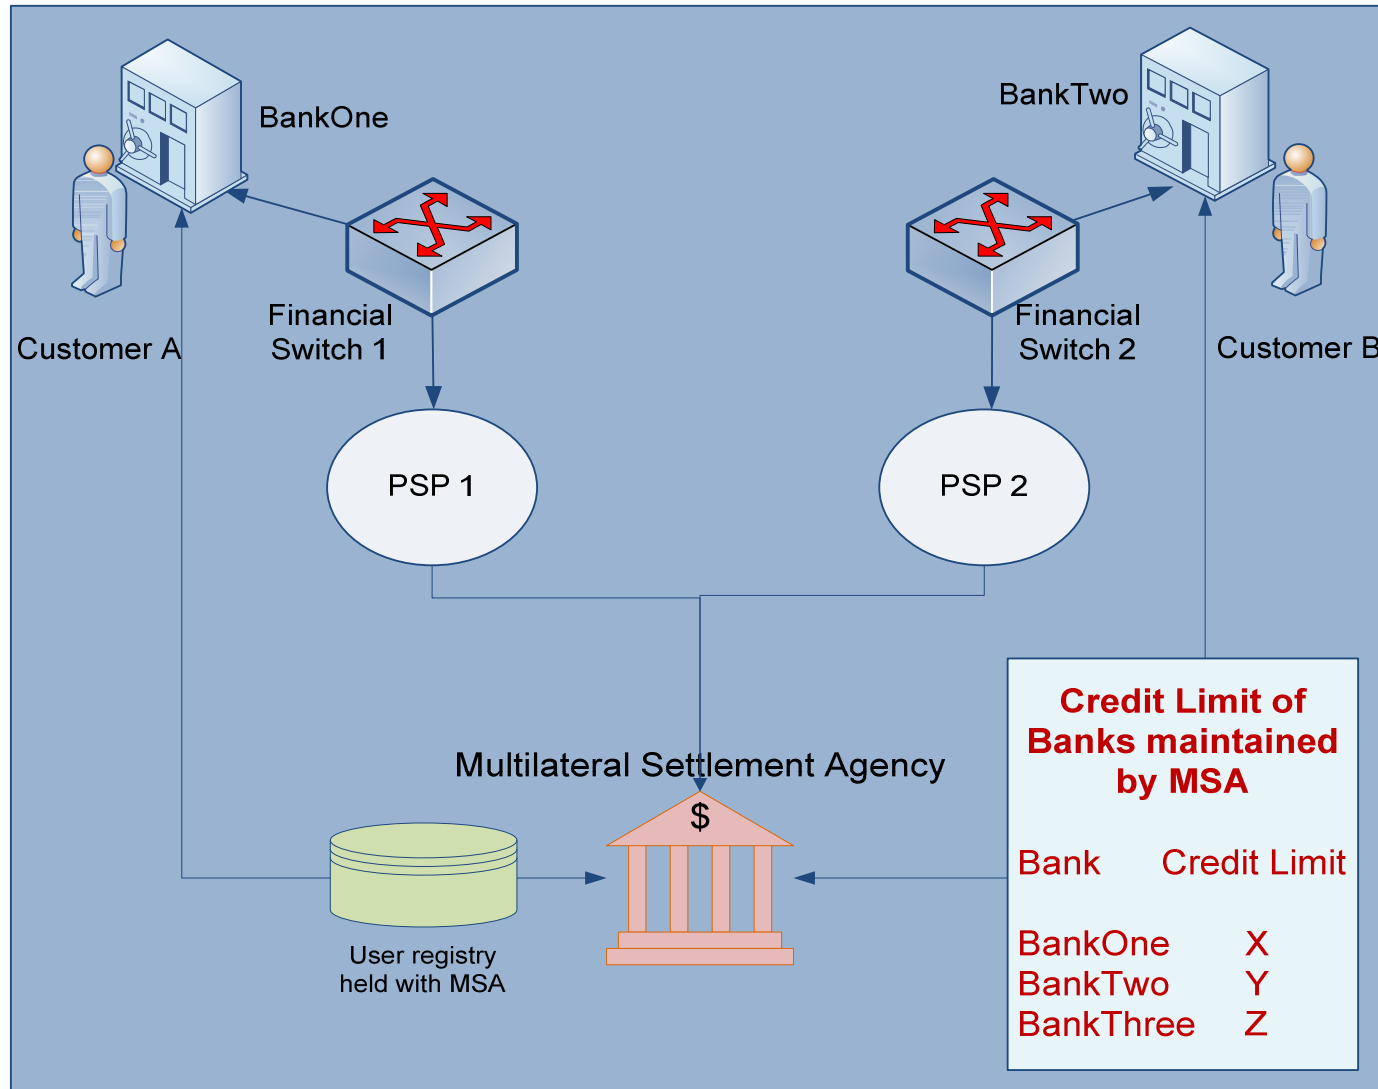 BankOne
BankTwo
Financial
Switch 1
Financial
Switch 2
Customer A
Customer B
PSP 1
PSP 2
Multilateral Settlement Agency
$
User registry
held with MSA
Credit Limit of
Banks maintained
by MSA
Bank Credit Limit
BankOne X
BankTwo Y
BankThree Z